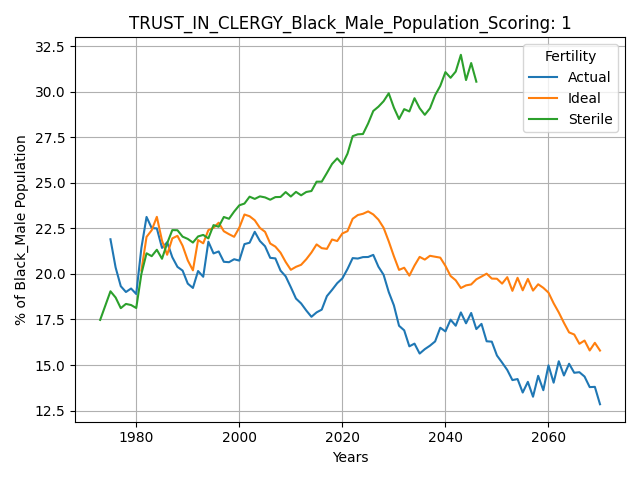 TRUST_IN_CLERGY_Black_Male_Population_Scoring: 1
Fertility
Actual
Ideal
Sterile
% of Black_Male Population
32.5
30.0
27.5
25.0
22.5
20.0
17.5
15.0
12.5
1980
2000
2020
2040
2060
Years